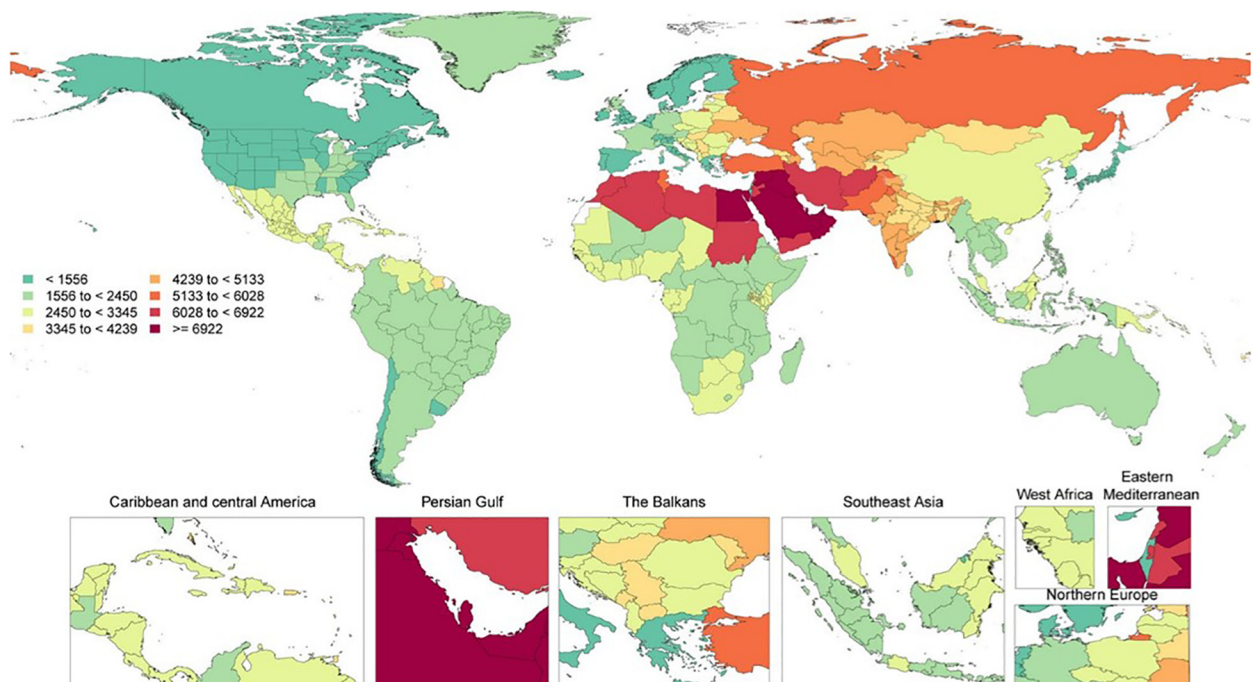 < 1556
1556 to < 2450
2450 to < 3345
3345 to < 4239
4239 to < 5133
5133 to < 6028
6028 to < 6922
>= 6922
Caribbean and central America
Persian Gulf
The Balkans
Southeast Asia
West Africa
Eastern
Mediterranean
Northern Europe